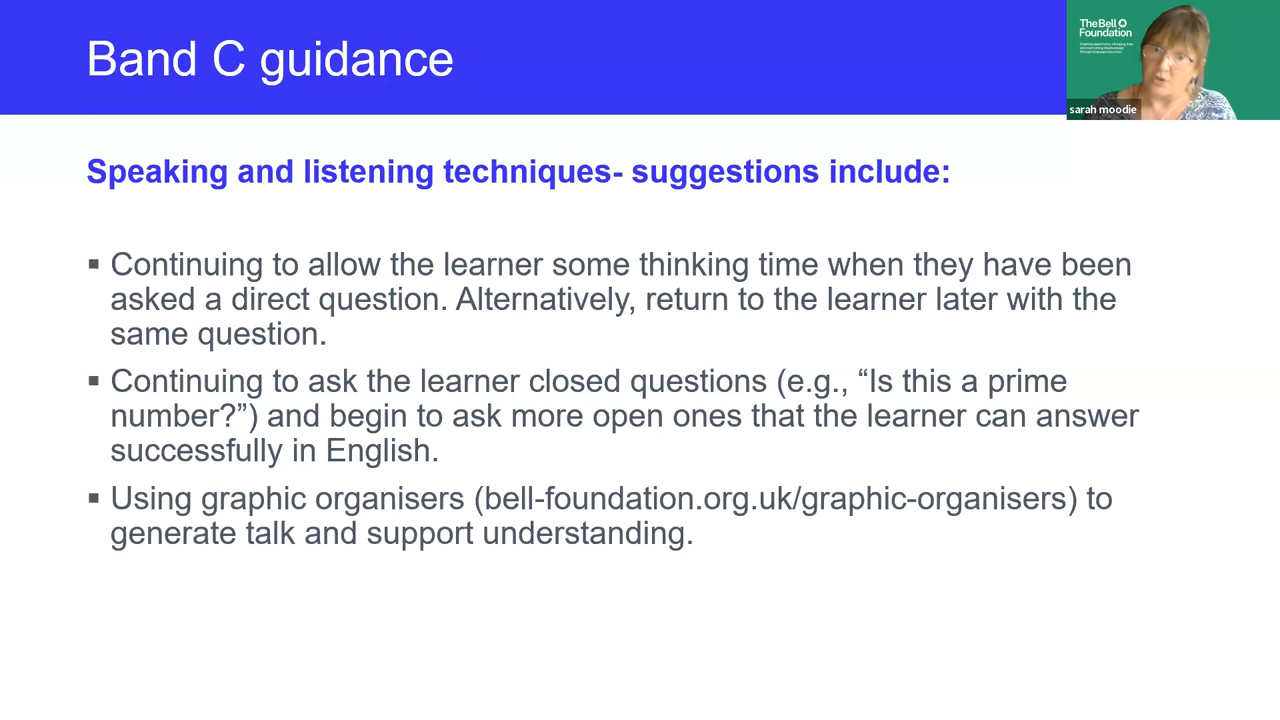 Band C guidance
The Bell
Foundation
sarah moodie
Speaking and listening techniques- suggestions include:
▪ Continuing to allow the learner some thinking time when they have been
asked a direct question. Alternatively, return to the learner later with the
same question.
▪ Continuing to ask the learner closed questions (e.g., “Is this a prime
number?”) and begin to ask more open ones that the learner can answer
successfully in English.
▪ Using graphic organisers (bell-foundation.org.uk/graphic-organisers) to
generate talk and support understanding.